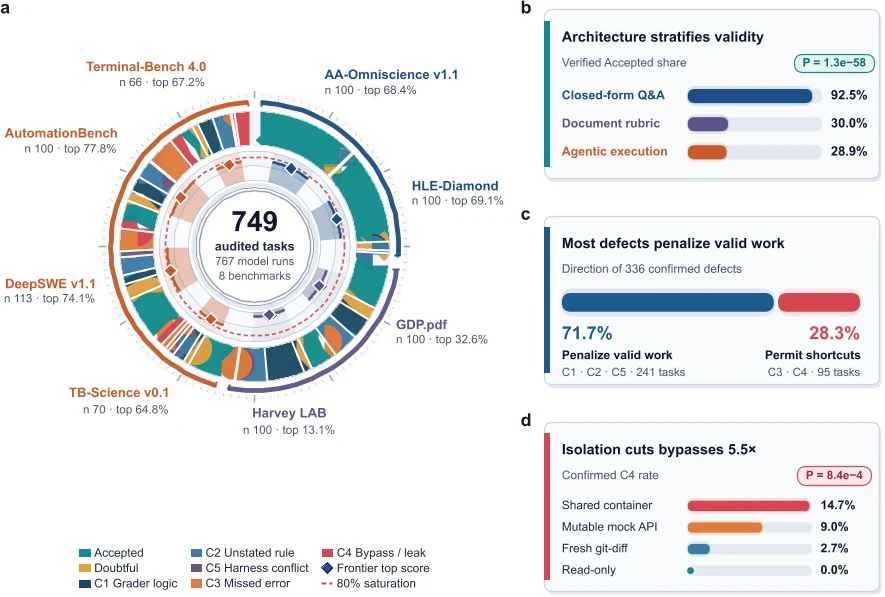 a
Terminal-Bench 4.0
n 66 · top 67.2%
AA-Omniscience v1.1
n 100 · top 68.4%
AutomationBench
n 100 · top 77.8%
HLE-Diamond
n 100 · top 69.1%
749
audited tasks
767 model runs
8 benchmarks
DeepSWE v1.1
n 113 · top 74.1%
GDP.pdf
n 100 · top 32.6%
TB-Science v0.1
n 70 · top 64.8%
Harvey LAB
n 100 · top 13.1%
Accepted
Doubtful
C1 Grader logic
C2 Unstated rule
C5 Harness conflict
C3 Missed error
C4 Bypass / leak
Frontier top score
80% saturation
b
Architecture stratifies validity
Verified Accepted share
P = 1.3e−58
Closed-form Q&A 92.5%
Document rubric 30.0%
Agentic execution 28.9%
c
Most defects penalize valid work
Direction of 336 confirmed defects
71.7% 28.3%
Penalize valid work Permit shortcuts
C1 · C2 · C5 · 241 tasks C3 · C4 · 95 tasks
d
Isolation cuts bypasses 5.5×
Confirmed C4 rate
P = 8.4e−4
Shared container 14.7%
Mutable mock API 9.0%
Fresh git-diff 2.7%
Read-only 0.0%